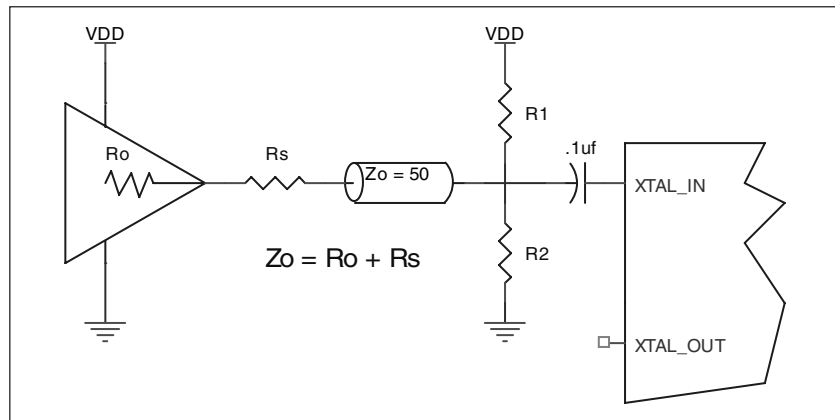 VDD
VDD
R1
Ro
Rs
Zo = 50
.1uf
XTAL_IN
R2
Zo = Ro + Rs
XTAL_OUT